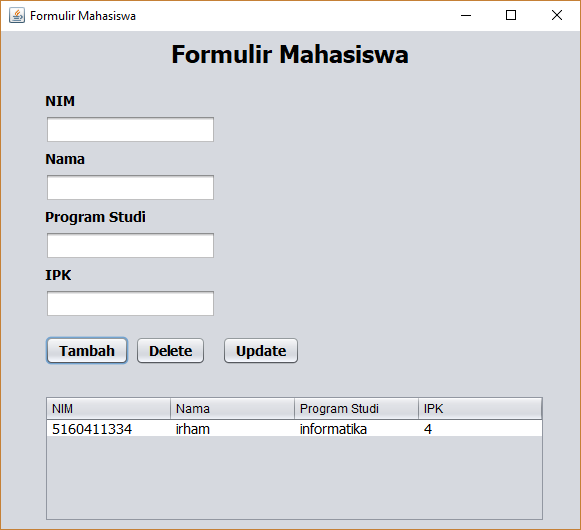 Formulir Mahasiswa
Formulir Mahasiswa
NIM
Nama
Program Studi
IPK
Tambah Delete Update
NIM Nama Program Studi IPK
5160411334 irham informatika 4